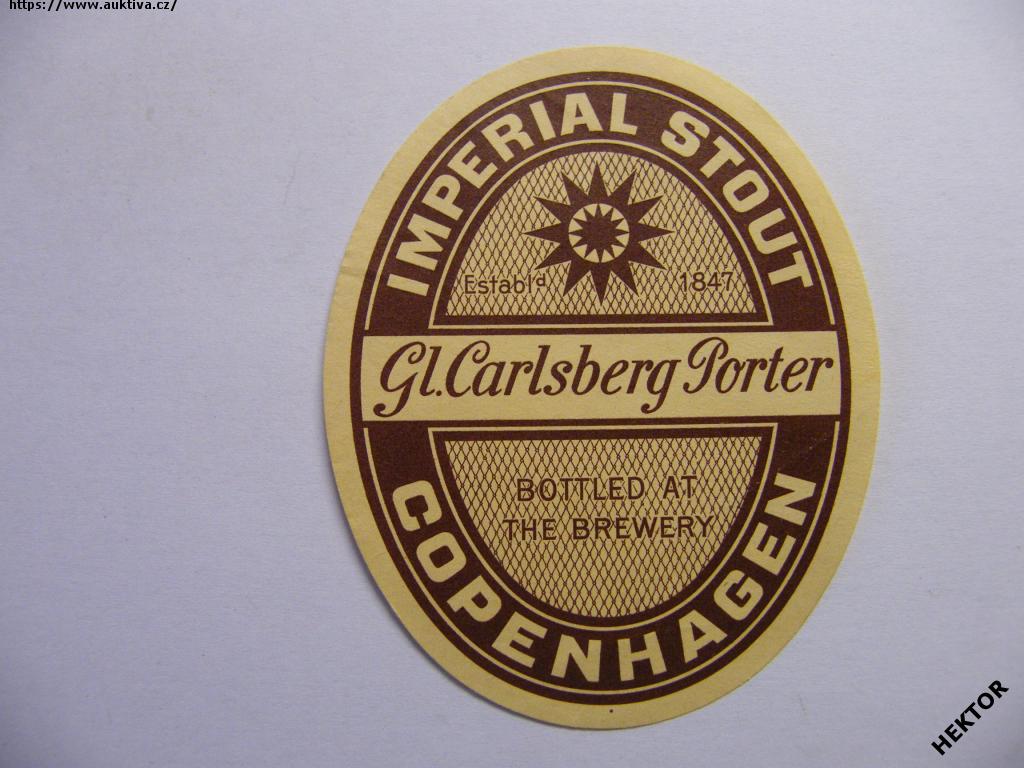 https://www.auktiva.cz/
IMPERIAL STOUT
Establᵈ 1847
Gl. Carlsberg Porter
BOTTLED AT
THE BREWERY
COPENHAGEN
HEKTOR